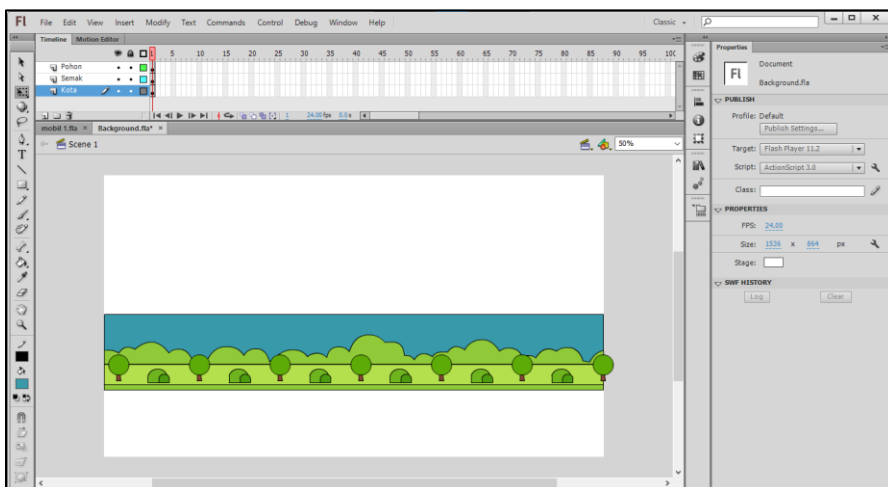 Fl File Edit View Insert Modify Text Commands Control Debug Window Help Classic
Timeline Motion Editor
1 5 10 15 20 25 30 35 40 45 50 55 60 65 70 75 80 85 90 95 100
Pohon
Semak
Kota
1 24.00 fps 0.0 s
mobil 1.fla × Background.fla* ×
Scene 1 50%
Properties
Fl
Document
Background.fla
PUBLISH
Profile: Default
Publish Settings...
Target: Flash Player 11.2
Script: ActionScript 3.0
Class:
PROPERTIES
FPS: 24.00
Size: 1536 x 864 px
Stage:
SWF HISTORY
Log Clear